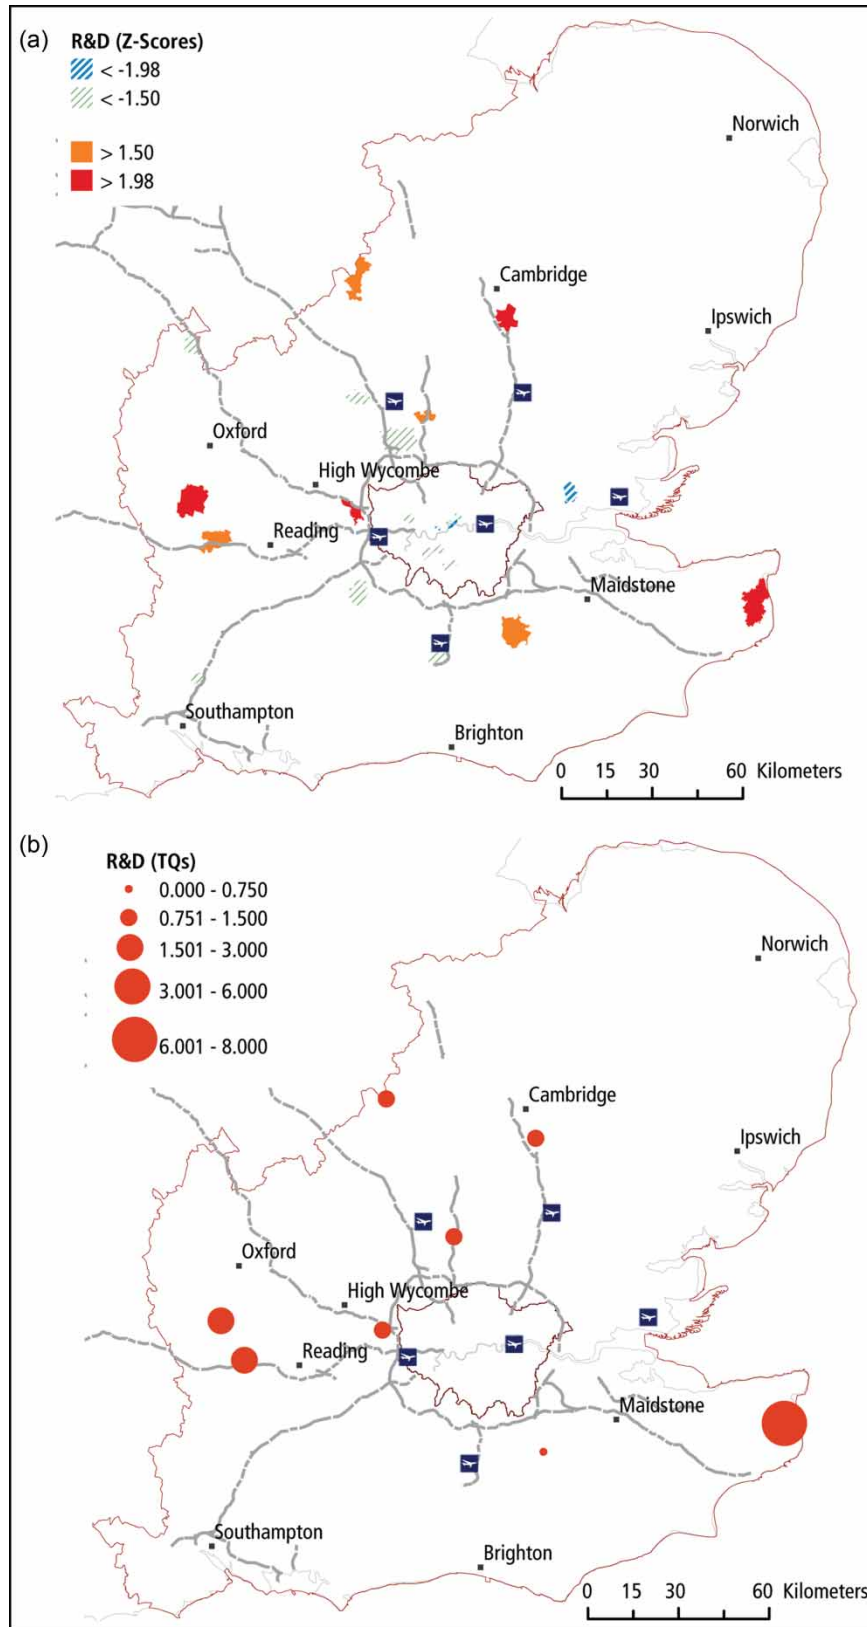 (a)
R&D (Z-Scores)
< -1.98
< -1.50
> 1.50
> 1.98
Norwich
Cambridge
Ipswich
Oxford
High Wycombe
Reading
Maidstone
Southampton
Brighton
0 15 30 60 Kilometers
(b)
R&D (TQs)
0.000 - 0.750
0.751 - 1.500
1.501 - 3.000
3.001 - 6.000
6.001 - 8.000
Norwich
Cambridge
Ipswich
Oxford
High Wycombe
Reading
Maidstone
Southampton
Brighton
0 15 30 60 Kilometers